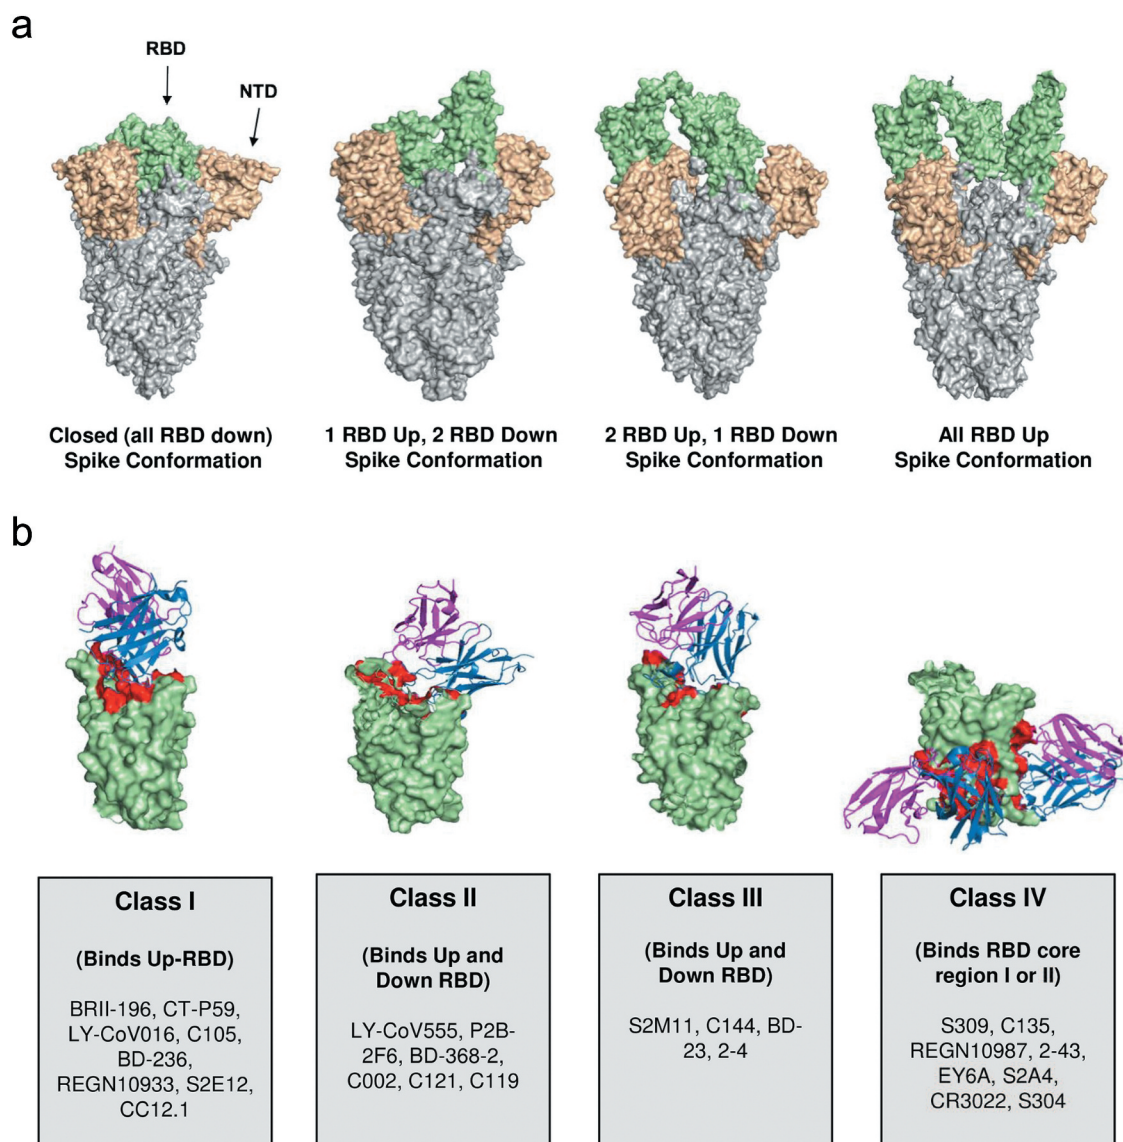 a
RBD
NTD
Closed (all RBD down)
Spike Conformation
1 RBD Up, 2 RBD Down
Spike Conformation
2 RBD Up, 1 RBD Down
Spike Conformation
All RBD Up
Spike Conformation
b
Class I
(Binds Up-RBD)
BRII-196, CT-P59,
LY-CoV016, C105,
BD-236,
REGN10933, S2E12,
CC12.1
Class II
(Binds Up and
Down RBD)
LY-CoV555, P2B-
2F6, BD-368-2,
C002, C121, C119
Class III
(Binds Up and
Down RBD)
S2M11, C144, BD-
23, 2-4
Class IV
(Binds RBD core
region I or II)
S309, C135,
REGN10987, 2-43,
EY6A, S2A4,
CR3022, S304